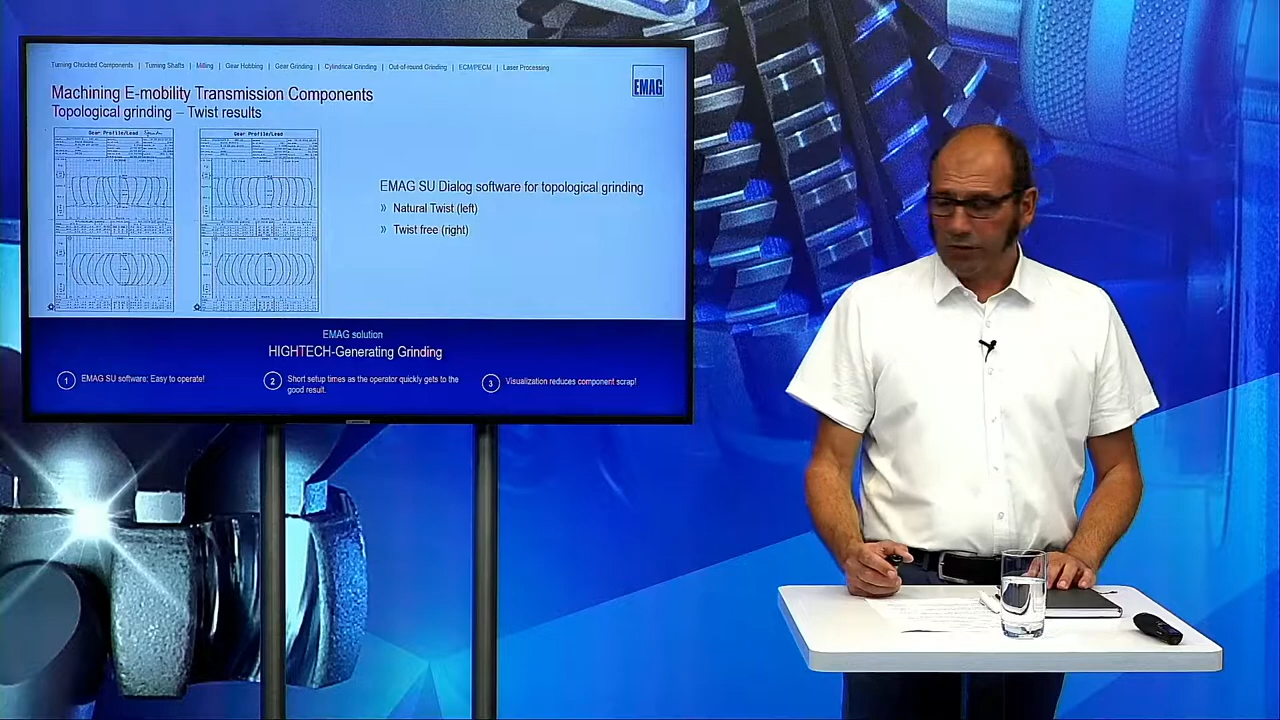 Turning Chucked Components | Turning Shafts | Milling | Gear Hobbing | Gear Grinding | Cylindrical Grinding | Out-of-round Grinding | ECM/PECM | Laser Processing
EMAG
Machining E-mobility Transmission Components
Topological grinding – Twist results
Gear Profile/Lead
Gear Profile/Lead
EMAG SU Dialog software for topological grinding
» Natural Twist (left)
» Twist free (right)
EMAG solution
HIGHTECH-Generating Grinding
1 EMAG SU software: Easy to operate!
2 Short setup times as the operator quickly gets to the
good result.
3 Visualization reduces component scrap!